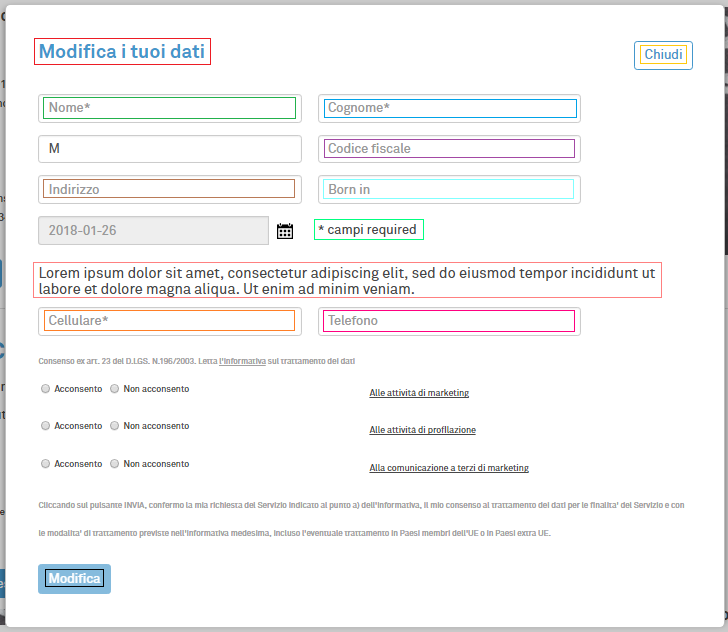 Modifica i tuoi dati
Chiudi
Nome*
Cognome*
M
Codice fiscale
Indirizzo
Born in
2018-01-26
* campi required
Lorem ipsum dolor sit amet, consectetur adipiscing elit, sed do eiusmod tempor incididunt ut
labore et dolore magna aliqua. Ut enim ad minim veniam.
Cellulare*
Telefono
Consenso ex art. 23 del D.LGS. N.196/2003. Letta l'informativa sul trattamento dei dati
Acconsento Non acconsento
Alle attività di marketing
Acconsento Non acconsento
Alle attività di profilazione
Acconsento Non acconsento
Alla comunicazione a terzi di marketing
Cliccando sul pulsante INVIA, confermo la mia richiesta del Servizio indicato al punto a) dell'informativa, il mio consenso al trattamento dei dati per le finalita' del Servizio e con
le modalita' di trattamento previste nell'informativa medesima, incluso l'eventuale trattamento in Paesi membri dell'UE o in Paesi extra UE.
Modifica